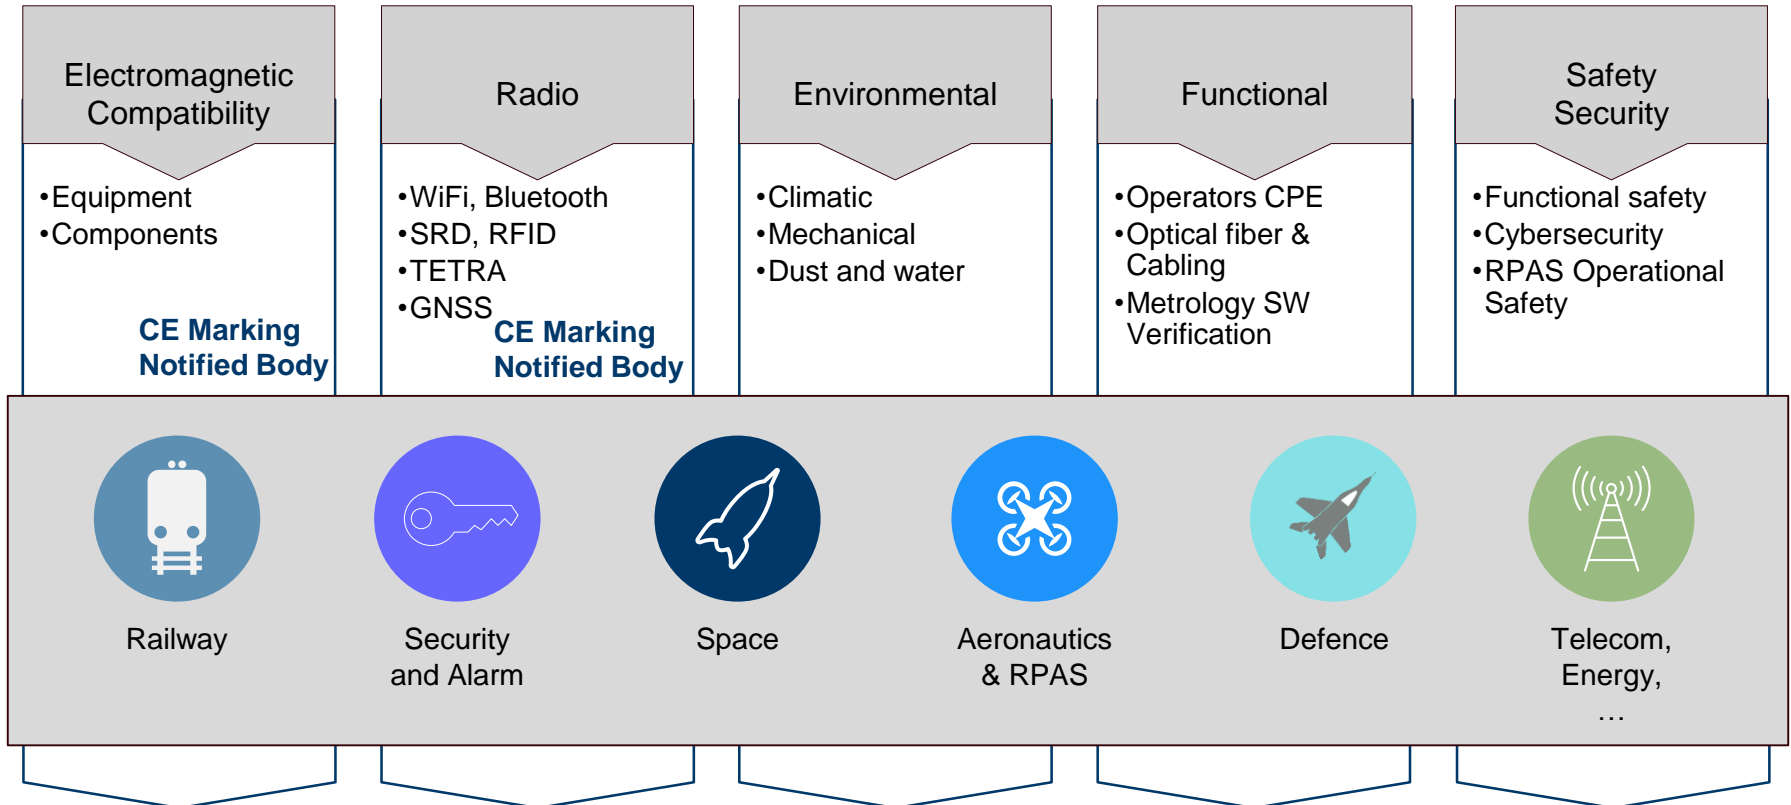 Electromagnetic
Compatibility
•Equipment
•Components
CE Marking
Notified Body
Radio
•WiFi, Bluetooth
•SRD, RFID
•TETRA
•GNSS
CE Marking
Notified Body
Environmental
•Climatic
•Mechanical
•Dust and water
Functional
•Operators CPE
•Optical fiber &
Cabling
•Metrology SW
Verification
Safety
Security
•Functional safety
•Cybersecurity
•RPAS Operational
Safety
Railway
Security
and Alarm
Space
Aeronautics
& RPAS
Defence
Telecom,
Energy,
…